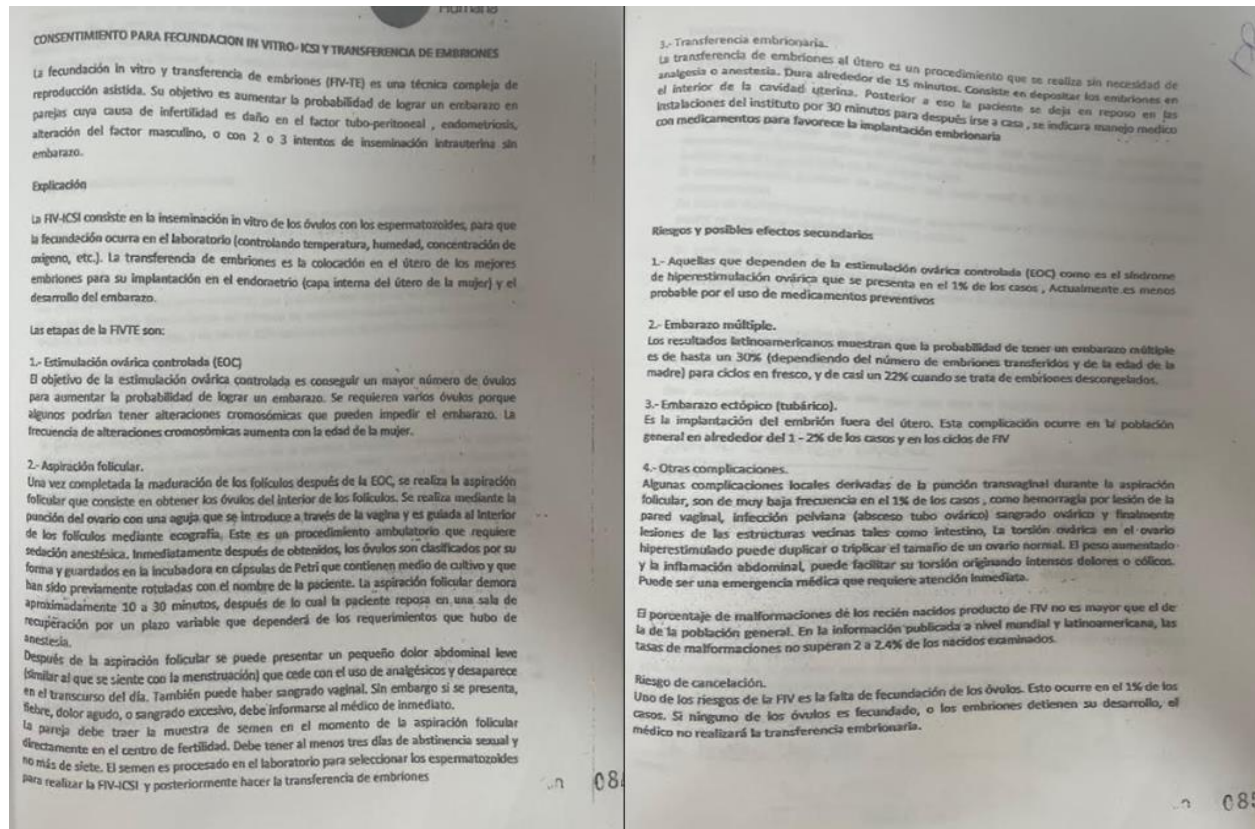 Humana
CONSENTIMIENTO PARA FECUNDACION IN VITRO- ICSI Y TRANSFERENCIA DE EMBRIONES
La fecundación in vitro y transferencia de embriones (FIV-TE) es una técnica compleja de
reproducción asistida. Su objetivo es aumentar la probabilidad de lograr un embarazo en
parejas cuya causa de infertilidad es daño en el factor tubo-peritoneal , endometriosis,
alteración del factor masculino, o con 2 o 3 intentos de inseminación intrauterina sin
embarazo.
Explicación
La FIV-ICSI consiste en la inseminación in vitro de los óvulos con los espermatozoides, para que
la fecundación ocurra en el laboratorio (controlando temperatura, humedad, concentración de
oxigeno, etc.). La transferencia de embriones es la colocación en el útero de los mejores
embriones para su implantación en el endometrio (capa interna del útero de la mujer) y el
desarrollo del embarazo.
Las etapas de la FIVTE son:
1.- Estimulación ovárica controlada (EOC)
El objetivo de la estimulación ovárica controlada es conseguir un mayor número de óvulos
para aumentar la probabilidad de lograr un embarazo. Se requieren varios óvulos porque
algunos podrían tener alteraciones cromosómicas que pueden impedir el embarazo. La
frecuencia de alteraciones cromosómicas aumenta con la edad de la mujer.
2.- Aspiración folicular.
Una vez completada la maduración de los folículos después de la EOC, se realiza la aspiración
folicular que consiste en obtener los óvulos del interior de los folículos. Se realiza mediante la
punción del ovario con una aguja que se introduce a través de la vagina y es guiada al interior
de los folículos mediante ecografía, Este es un procedimiento ambulatorio que requiere
sedación anestésica. Inmediatamente después de obtenidos, los óvulos son clasificados por su
forma y guardados en la incubadora en cápsulas de Petri que contienen medio de cultivo y que
han sido previamente rotuladas con el nombre de la paciente. La aspiración folicular demora
aproximadamente 10 a 30 minutos, después de lo cual la paciente reposa en una sala de
recuperación por un plazo variable que dependerá de los requerimientos que hubo de
anestesia.
Después de la aspiración folicular se puede presentar un pequeño dolor abdominal leve
(similar al que se siente con la menstruación) que cede con el uso de analgésicos y desaparece
en el transcurso del día. También puede haber sangrado vaginal. Sin embargo si se presenta,
fiebre, dolor agudo, o sangrado excesivo, debe informarse al médico de inmediato.
La pareja debe traer la muestra de semen en el momento de la aspiración folicular
directamente en el centro de fertilidad. Debe tener al menos tres días de abstinencia sexual y
no más de siete. El semen es procesado en el laboratorio para seleccionar los espermatozoides
para realizar la FIV-ICSI y posteriormente hacer la transferencia de embriones
3.- Transferencia embrionaria.
La transferencia de embriones al útero es un procedimiento que se realiza sin necesidad de
analgesia o anestesia. Dura alrededor de 15 minutos. Consiste en depositar los embriones en
el interior de la cavidad uterina. Posterior a eso la paciente se deja en reposo en las
instalaciones del instituto por 30 minutos para después irse a casa , se indicara manejo medico
con medicamentos para favorece la implantación embrionaria
Riesgos y posibles efectos secundarios
1.- Aquellas que dependen de la estimulación ovárica controlada (EOC) como es el síndrome
de hiperestimulación ovárica que se presenta en el 1% de los casos , Actualmente es menos
probable por el uso de medicamentos preventivos
2.- Embarazo múltiple.
Los resultados latinoamericanos muestran que la probabilidad de tener un embarazo múltiple
es de hasta un 30% (dependiendo del número de embriones transferidos y de la edad de la
madre) para ciclos en fresco, y de casi un 22% cuando se trata de embriones descongelados.
3.- Embarazo ectópico (tubárico).
Es la implantación del embrión fuera del útero. Esta complicación ocurre en la población
general en alrededor del 1 – 2% de los casos y en los ciclos de FIV
4.- Otras complicaciones.
Algunas complicaciones locales derivadas de la punción transvaginal durante la aspiración
folicular, son de muy baja frecuencia en el 1% de los casos , como hemorragia por lesión de la
pared vaginal, infección pelviana (absceso tubo ovárico) sangrado ovárico y finalmente
lesiones de las estructuras vecinas tales como intestino, La torsión ovárica en el ovario
hiperestimulado puede duplicar o triplicar el tamaño de un ovario normal. El peso aumentado
y la inflamación abdominal, puede facilitar su torsión originando intensos dolores o cólicos.
Puede ser una emergencia médica que requiere atención inmediata.
El porcentaje de malformaciones de los recién nacidos producto de FIV no es mayor que el de
la de la población general. En la información publicada a nivel mundial y latinoamericana, las
tasas de malformaciones no superan 2 a 2.4% de los nacidos examinados.
Riesgo de cancelación.
Uno de los riesgos de la FIV es la falta de fecundación de los óvulos. Esto ocurre en el 1% de los
casos. Si ninguno de los óvulos es fecundado, o los embriones detienen su desarrollo, el
médico no realizará la transferencia embrionaria.
085